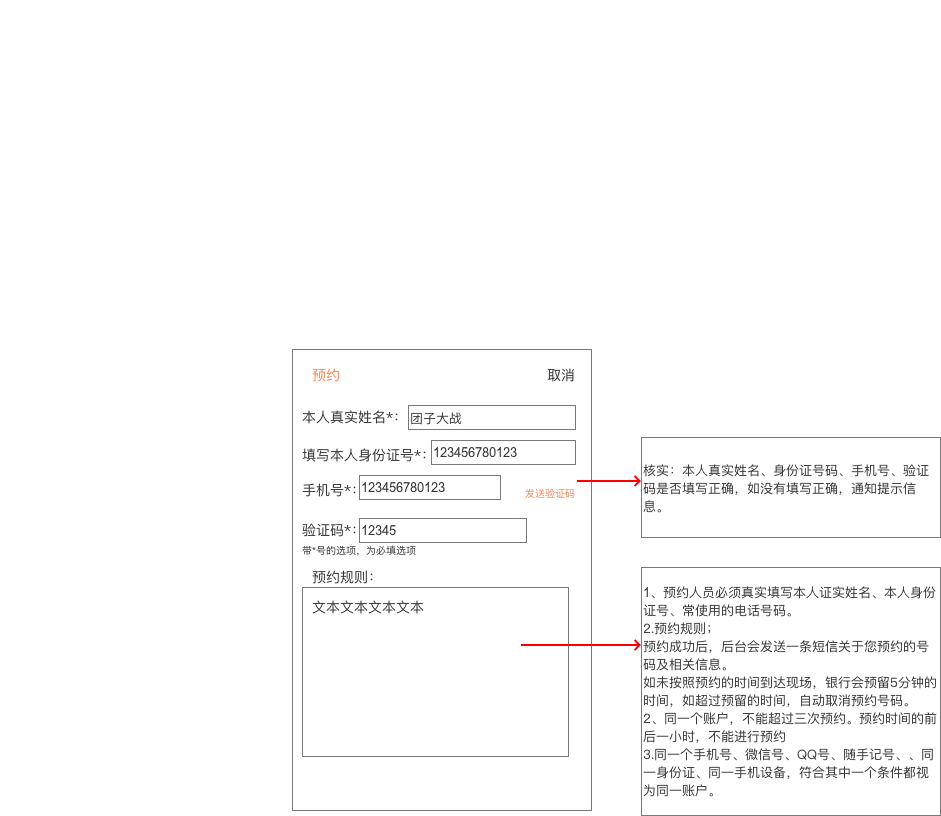 预约 取消
本人真实姓名*： 团子大战
填写本人身份证号*: 123456780123
手机号*: 123456780123 发送验证码
验证码*: 12345
带*号的选项，为必填选项
预约规则：
文本文本文本文本
核实：本人真实姓名、身份证号码、手机号、验证
码是否填写正确，如没有填写正确，通知提示信
息。
1、预约人员必须真实填写本人证实姓名、本人身份
证号、常使用的电话号码。
2.预约规则；
预约成功后，后台会发送一条短信关于您预约的号
码及相关信息。
如未按照预约的时间到达现场，银行会预留5分钟的
时间，如超过预留的时间，自动取消预约号码。
2、同一个账户，不能超过三次预约。预约时间的前
后一小时，不能进行预约
3.同一个手机号、微信号、QQ号、随手记号、、同
一身份证、同一手机设备，符合其中一个条件都视
为同一账户。